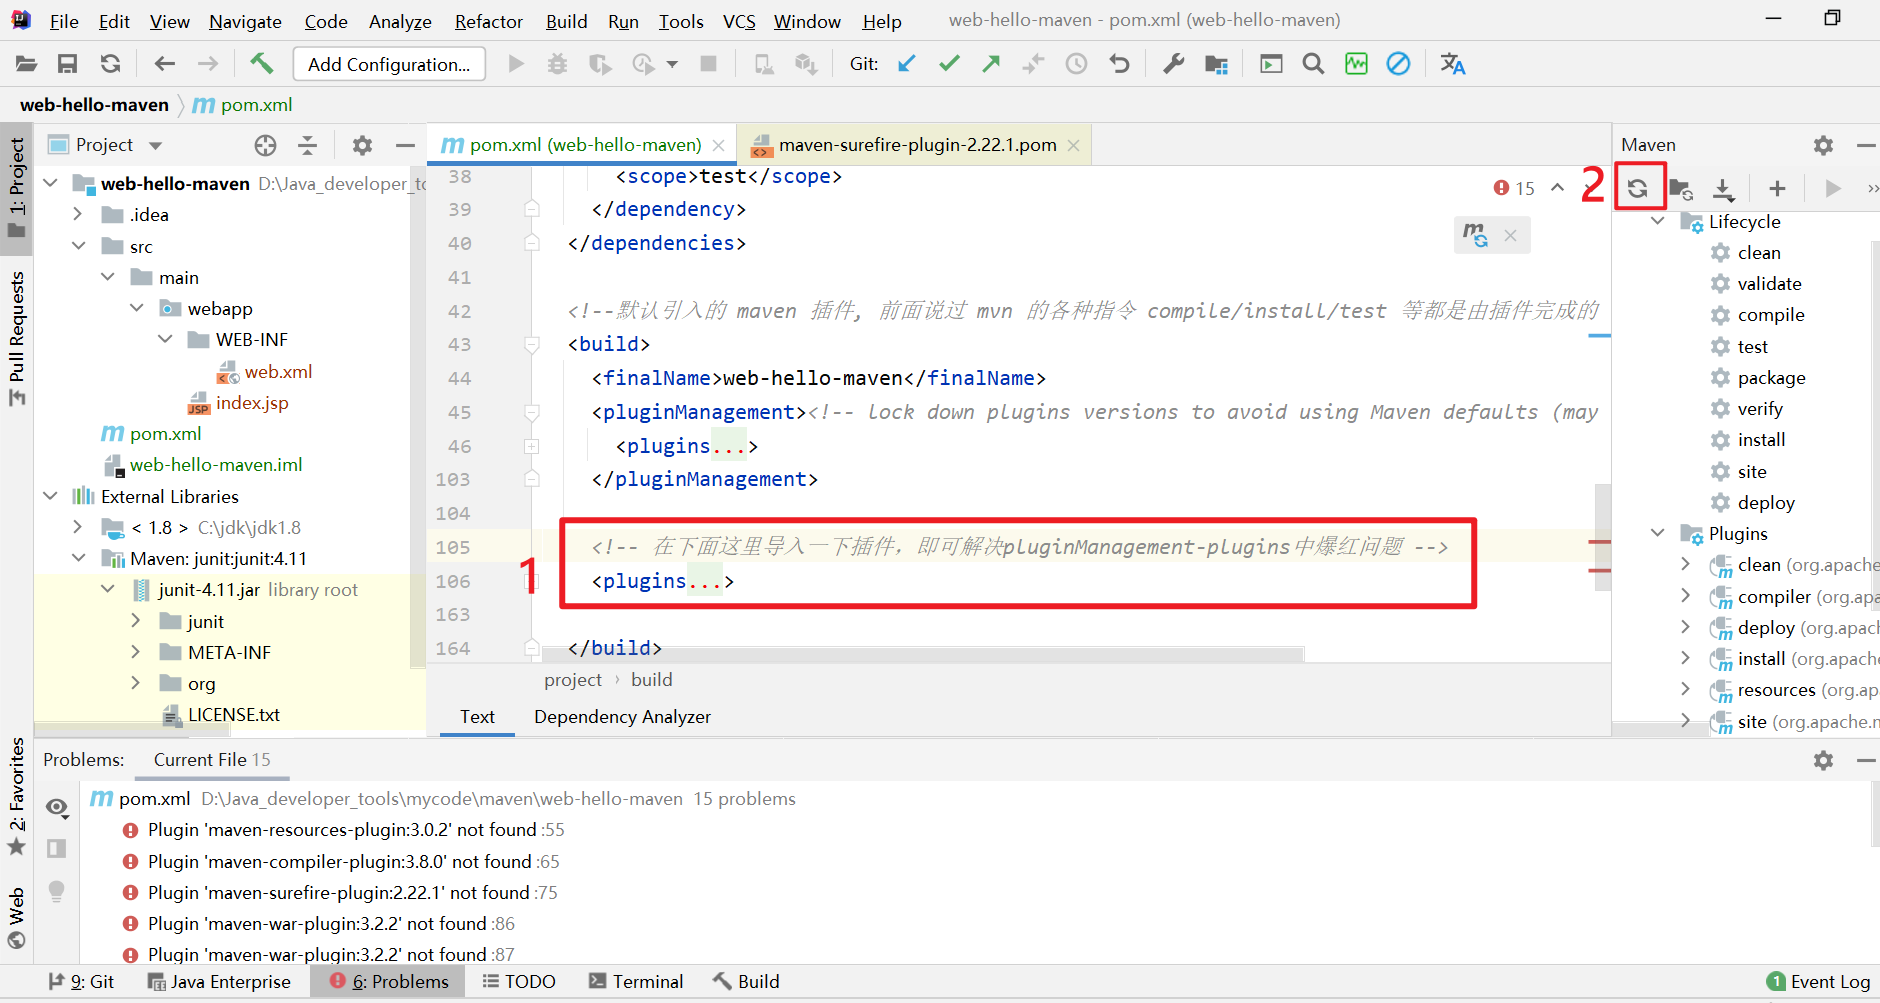 File Edit View Navigate Code Analyze Refactor Build Run Tools VCS Window Help web-hello-maven - pom.xml (web-hello-maven)
Add Configuration... Git:
web-hello-maven pom.xml
1: Project
Pull Requests
2: Favorites
Web
Project
web-hello-maven D:\Java_developer_to
.idea
src
main
webapp
WEB-INF
web.xml
index.jsp
pom.xml
web-hello-maven.iml
External Libraries
< 1.8 > C:\jdk\jdk1.8
Maven: junit:junit:4.11
junit-4.11.jar library root
junit
META-INF
org
LICENSE.txt
pom.xml (web-hello-maven) maven-surefire-plugin-2.22.1.pom
15
38 <scope>test</scope>
39 </dependency>
40 </dependencies>
41
42 <!--默认引入的 maven 插件, 前面说过 mvn 的各种指令 compile/install/test 等都是由插件完成的
43 <build>
44 <finalName>web-hello-maven</finalName>
45 <pluginManagement><!-- lock down plugins versions to avoid using Maven defaults (may
46 <plugins...>
103 </pluginManagement>
104
105 <!-- 在下面这里导入一下插件，即可解决pluginManagement-plugins中爆红问题 -->
1
106 <plugins...>
163
164 </build>
project › build
Text Dependency Analyzer
Maven
2
Lifecycle
clean
validate
compile
test
package
verify
install
site
deploy
Plugins
clean (org.apache
compiler (org.apa
deploy (org.apach
install (org.apache
resources (org.ap
site (org.apache.n
Problems: Current File 15
pom.xml D:\Java_developer_tools\mycode\maven\web-hello-maven 15 problems
Plugin 'maven-resources-plugin:3.0.2' not found :55
Plugin 'maven-compiler-plugin:3.8.0' not found :65
Plugin 'maven-surefire-plugin:2.22.1' not found :75
Plugin 'maven-war-plugin:3.2.2' not found :86
Plugin 'maven-war-plugin:3.2.2' not found :87
9: Git Java Enterprise 6: Problems TODO Terminal Build 1 Event Log